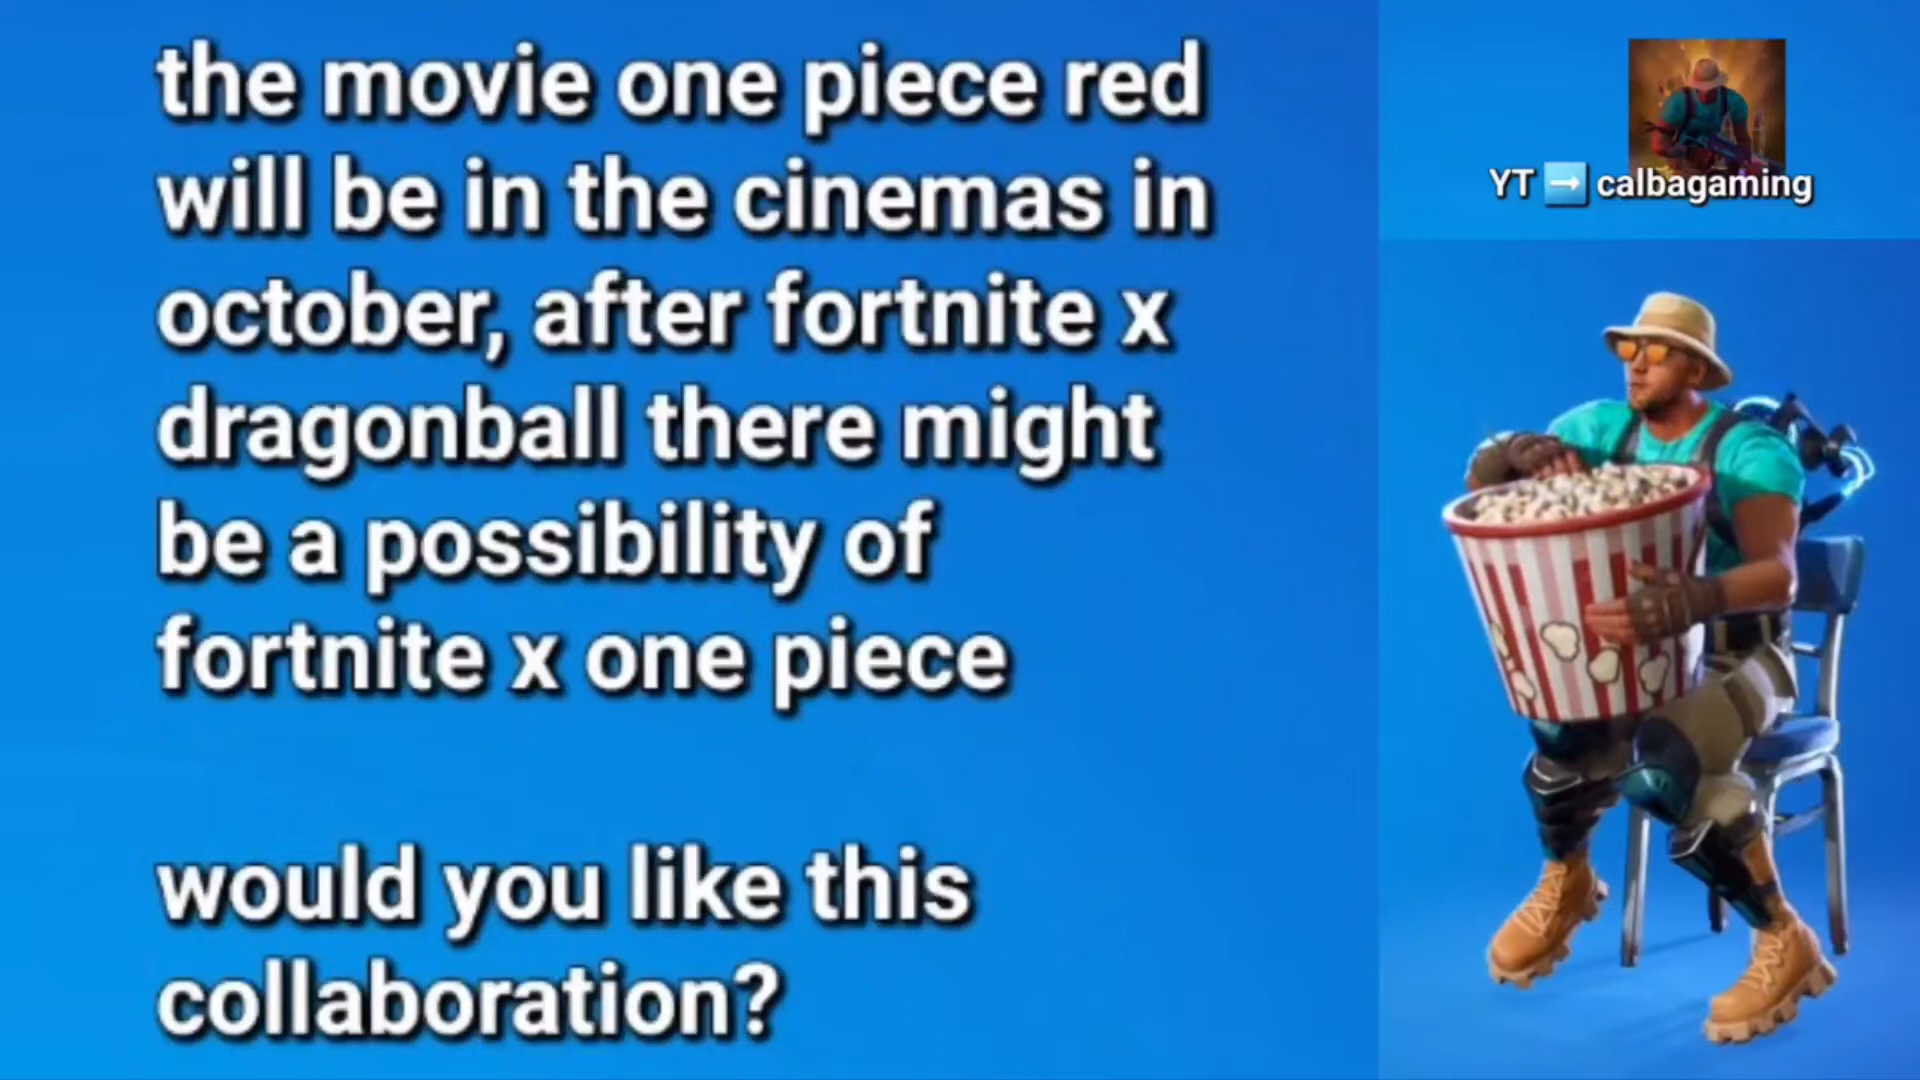 the movie one piece red
will be in the cinemas in
october, after fortnite x
dragonball there might
be a possibility of
fortnite x one piece
would you like this
collaboration?
YT ➡ calbagaming